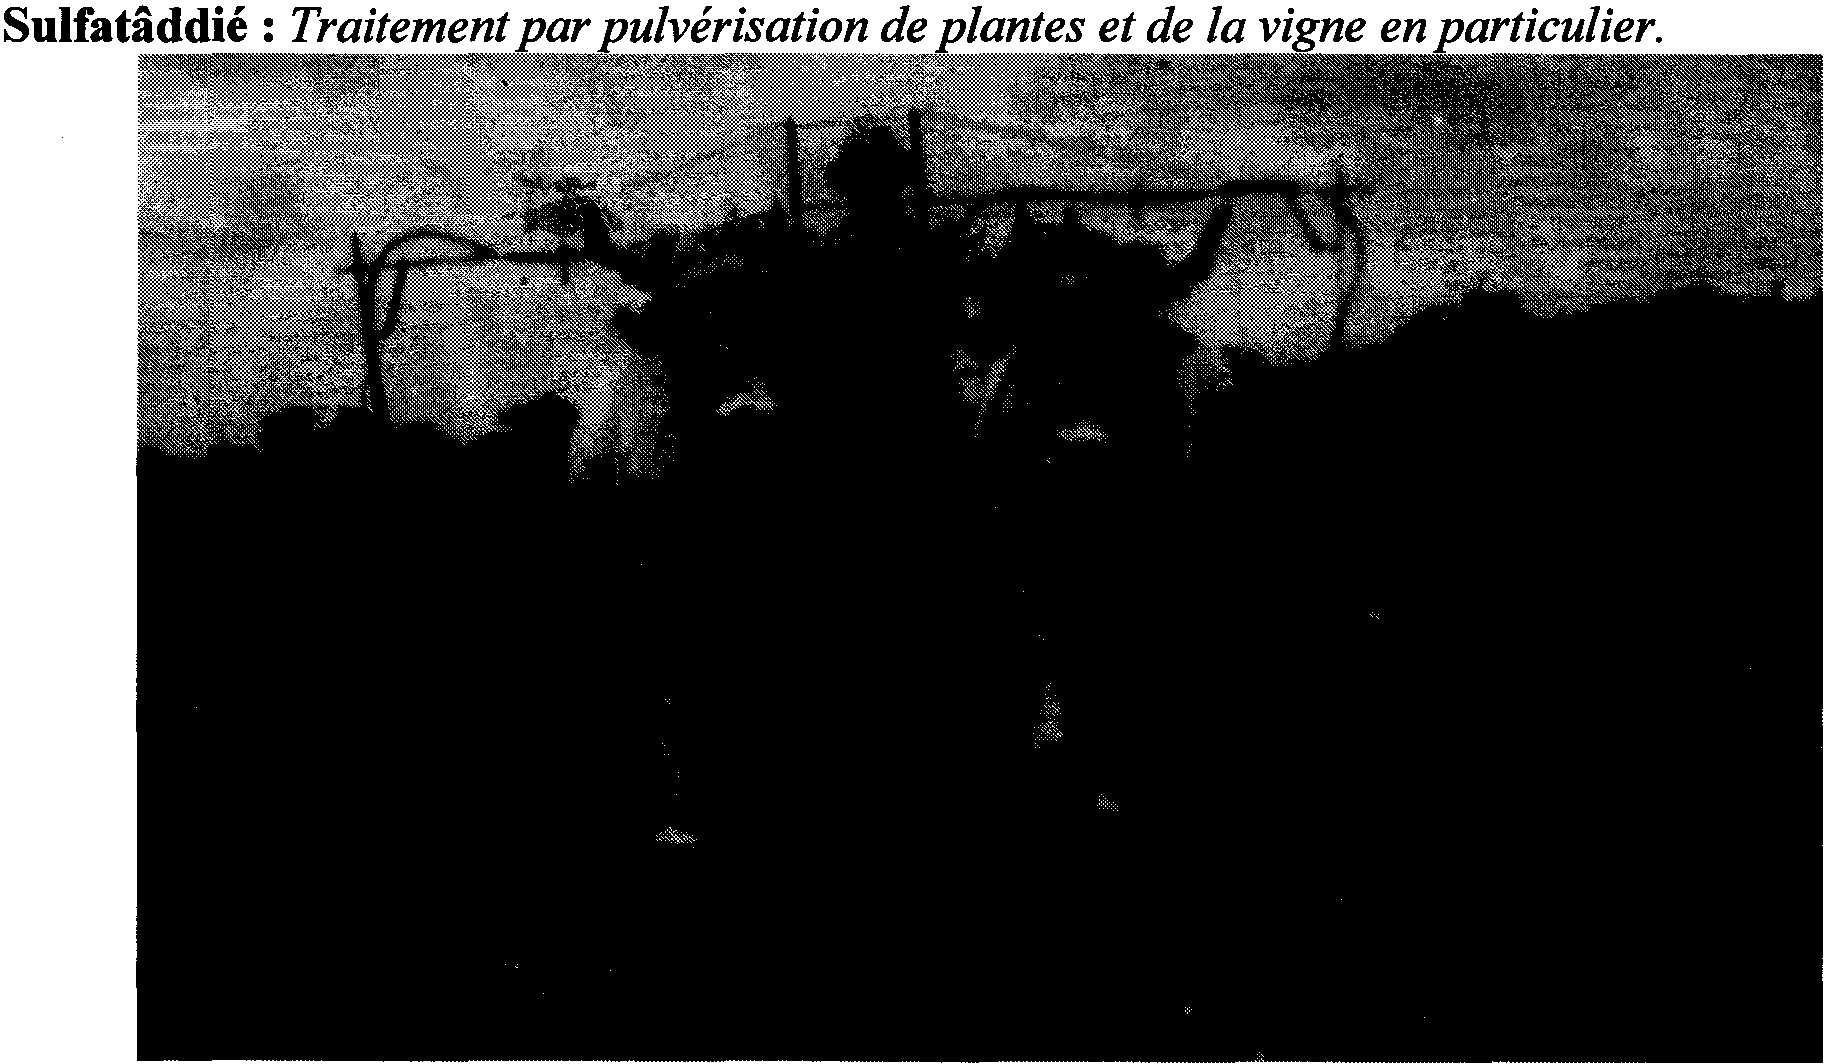 Sulfatâddié : Traitement par pulvérisation de plantes et de la vigne en particulier.